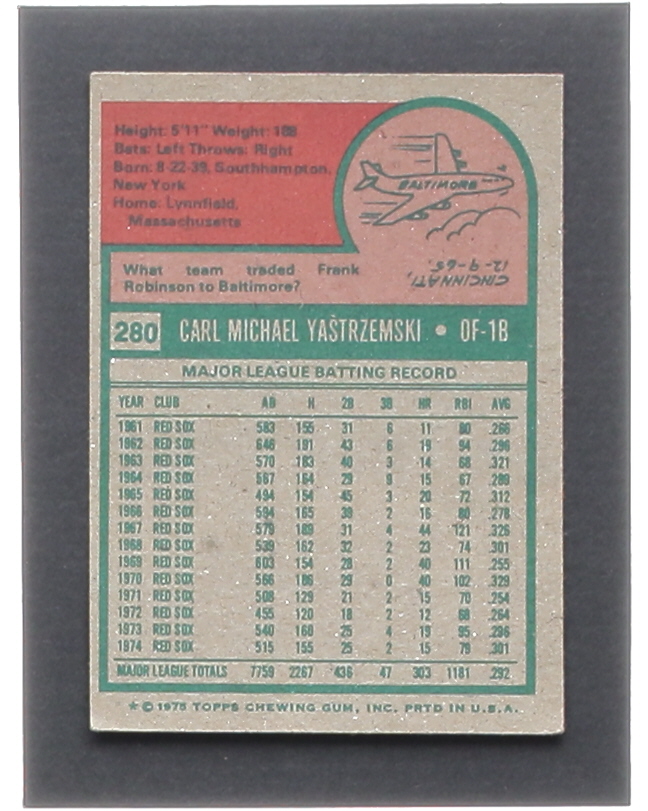 Height: 5'11" Weight: 188
Bats: Left Throws: Right
Born: 8-22-39, Southhampton,
New York
Home: Lynnfield,
Massachusetts
BALTIMORE
What team traded Frank
Robinson to Baltimore?
CINCINNATI,
12-9-65.
280 CARL MICHAEL YASTRZEMSKI • OF-1B
MAJOR LEAGUE BATTING RECORD
YEAR CLUB AB H 2B 3B HR RBI AVG
1961 RED SOX 583 155 31 6 11 80 .266
1962 RED SOX 646 191 43 6 19 94 .296
1963 RED SOX 570 183 40 3 14 68 .321
1964 RED SOX 567 164 29 9 15 67 .289
1965 RED SOX 494 154 45 3 20 72 .312
1966 RED SOX 594 165 39 2 16 80 .278
1967 RED SOX 579 189 31 4 44 121 .326
1968 RED SOX 539 162 32 2 23 74 .301
1969 RED SOX 603 154 28 2 40 111 .255
1970 RED SOX 566 186 29 0 40 102 .329
1971 RED SOX 508 129 21 2 15 70 .254
1972 RED SOX 455 120 18 2 12 68 .264
1973 RED SOX 540 160 25 4 19 95 .296
1974 RED SOX 515 155 25 2 15 79 .301
MAJOR LEAGUE TOTALS 7759 2267 436 47 303 1181 .292
★ © 1975 TOPPS CHEWING GUM, INC. PRTD IN U.S.A.